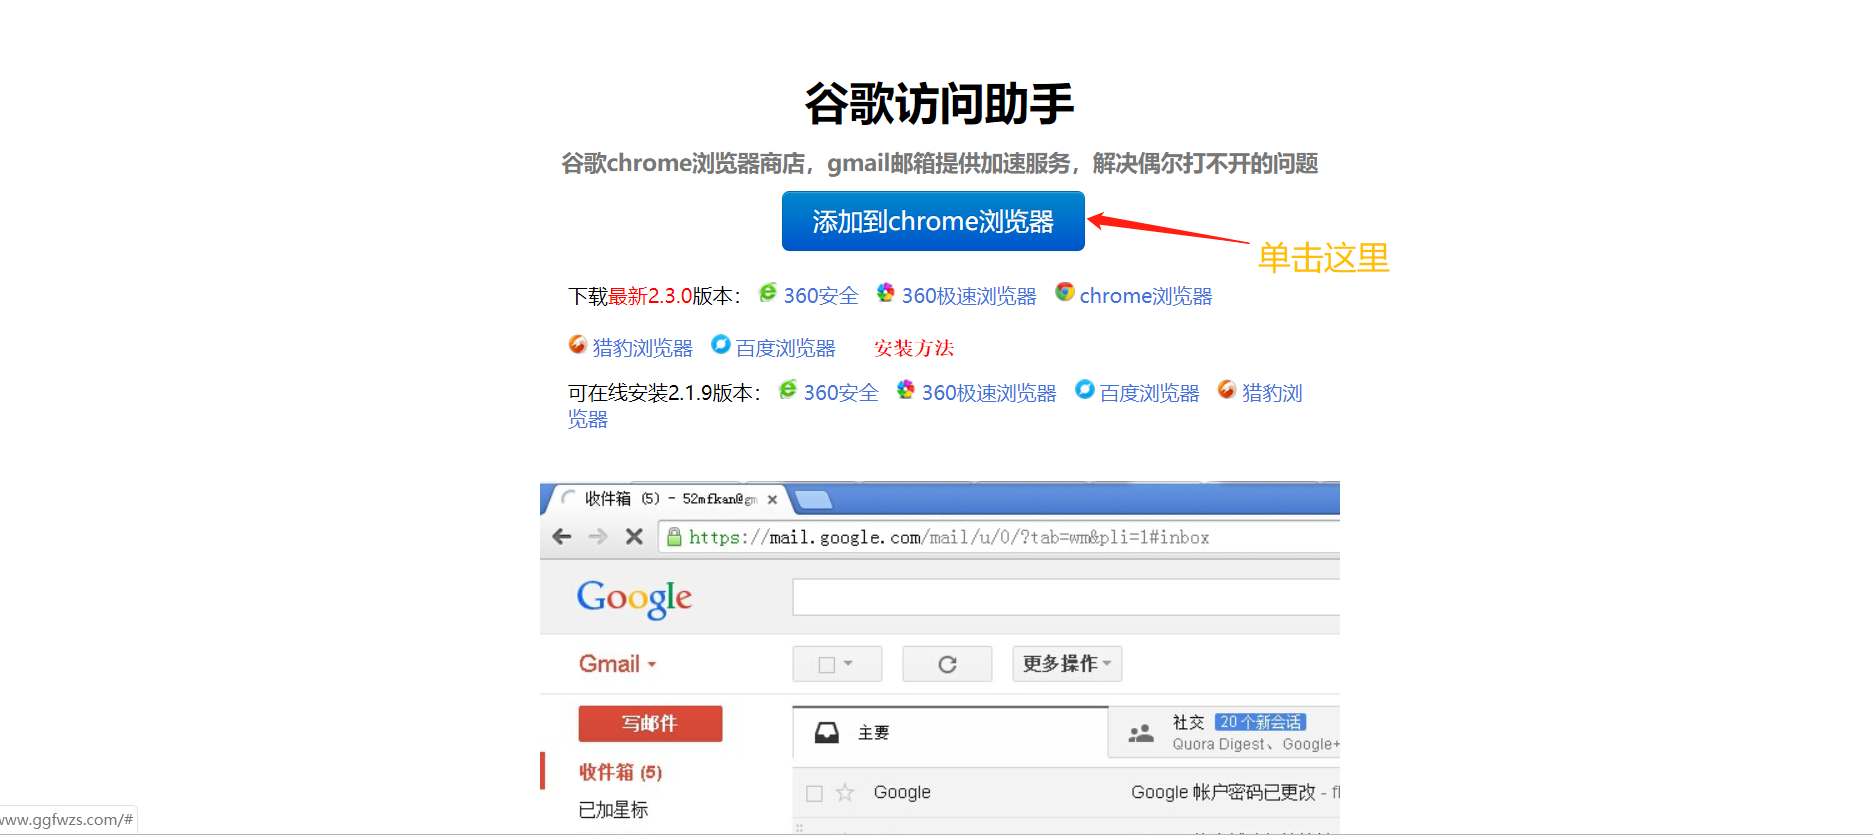 谷歌访问助手
谷歌chrome浏览器商店，gmail邮箱提供加速服务，解决偶尔打不开的问题
添加到chrome浏览器
单击这里
下载最新2.3.0版本： 360安全 360极速浏览器 chrome浏览器
猎豹浏览器 百度浏览器 安装方法
可在线安装2.1.9版本： 360安全 360极速浏览器 百度浏览器 猎豹浏
览器
收件箱 (5) - 52mfkan@gm
https://mail.google.com/mail/u/0/?tab=wm&pli=1#inbox
Google
Gmail
更多操作
写邮件
主要
社交 20 个新会话
Quora Digest、Google+
收件箱 (5)
Google Google 帐户密码已更改 -
已加星标
www.ggfwzs.com/#